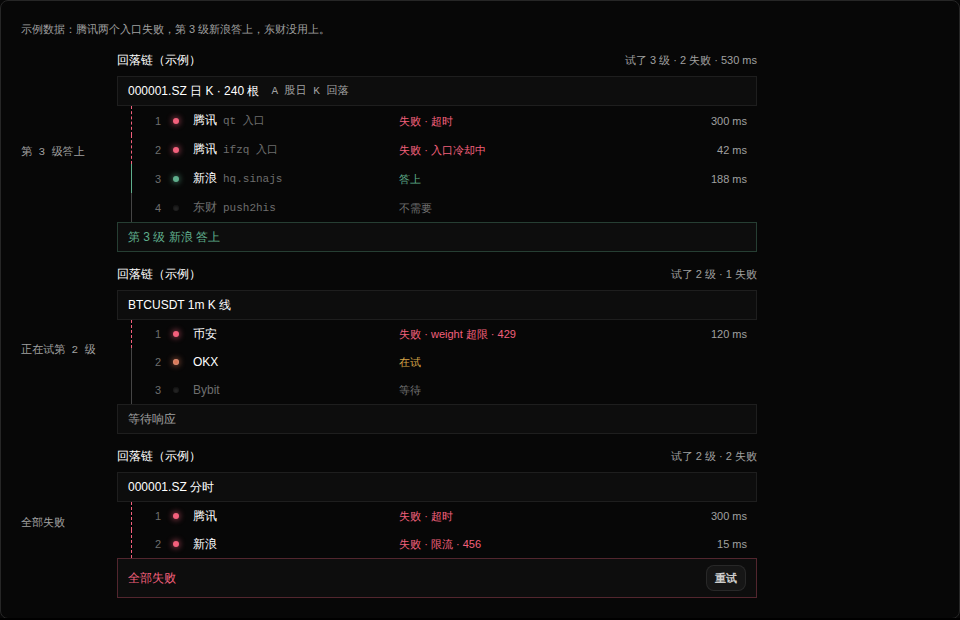 示例数据：腾讯两个入口失败，第 3 级新浪答上，东财没用上。
回落链（示例） 试了 3 级 · 2 失败 · 530 ms
000001.SZ 日 K · 240 根 A 股日 K 回落
1 腾讯 qt 入口 失败 · 超时 300 ms
第 3 级答上
2 腾讯 ifzq 入口 失败 · 入口冷却中 42 ms
3 新浪 hq.sinajs 答上 188 ms
4 东财 push2his 不需要
第 3 级 新浪 答上
回落链（示例） 试了 2 级 · 1 失败
BTCUSDT 1m K 线
1 币安 失败 · weight 超限 · 429 120 ms
正在试第 2 级
2 OKX 在试
3 Bybit 等待
等待响应
回落链（示例） 试了 2 级 · 2 失败
000001.SZ 分时
1 腾讯 失败 · 超时 300 ms
全部失败
2 新浪 失败 · 限流 · 456 15 ms
全部失败 重试